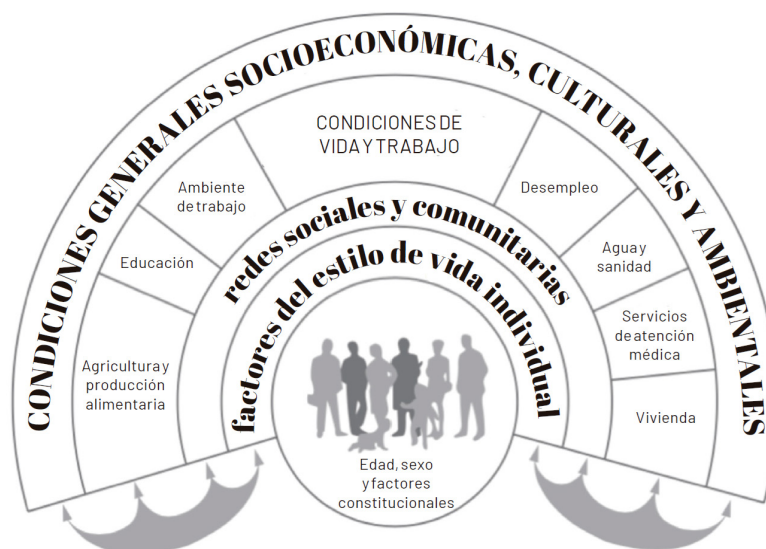 CONDICIONES GENERALES SOCIOECONÓMICAS, CULTURALES Y AMBIENTALES
CONDICIONES DE
VIDA Y TRABAJO
Ambiente
de trabajo
Desempleo
redes sociales y comunitarias
Educación
Agua y
sanidad
factores del estilo de vida individual
Servicios
de atención
médica
Agricultura y
producción
alimentaria
Vivienda
Edad, sexo
y factores
constitucionales